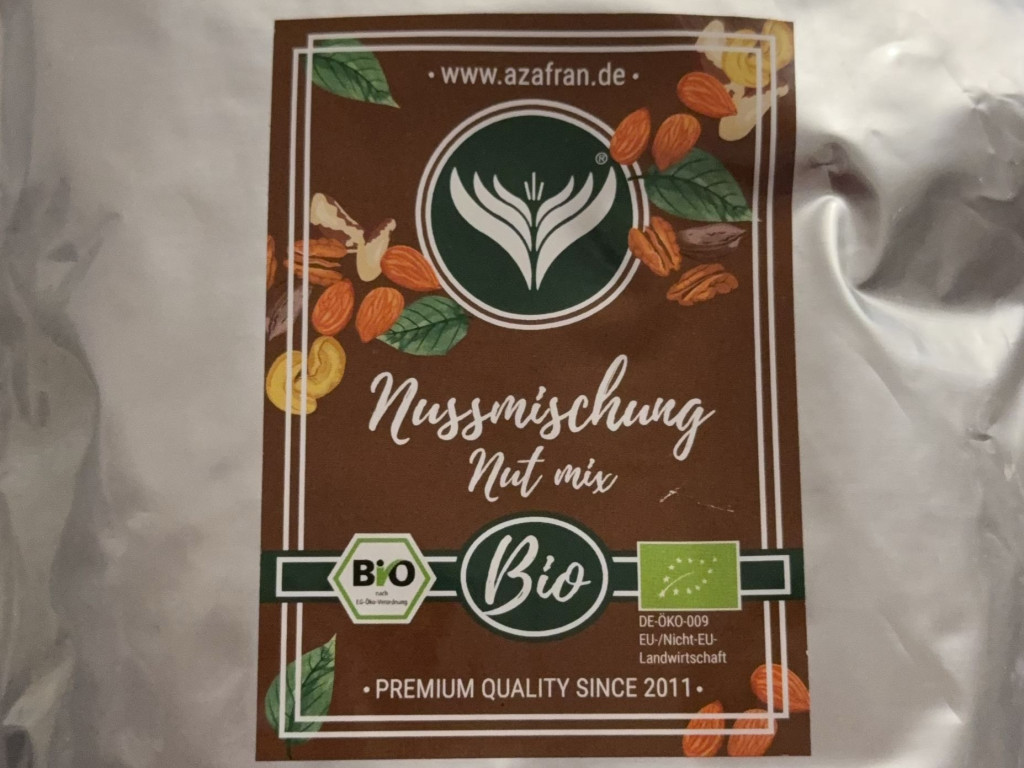 · www.azafran.de ·
®
Nussmischung
Nut mix
BiO
nach
EG-Öko-Verordnung
Bio
DE-ÖKO-009
EU-/Nicht-EU-
Landwirtschaft
· PREMIUM QUALITY SINCE 2011 ·